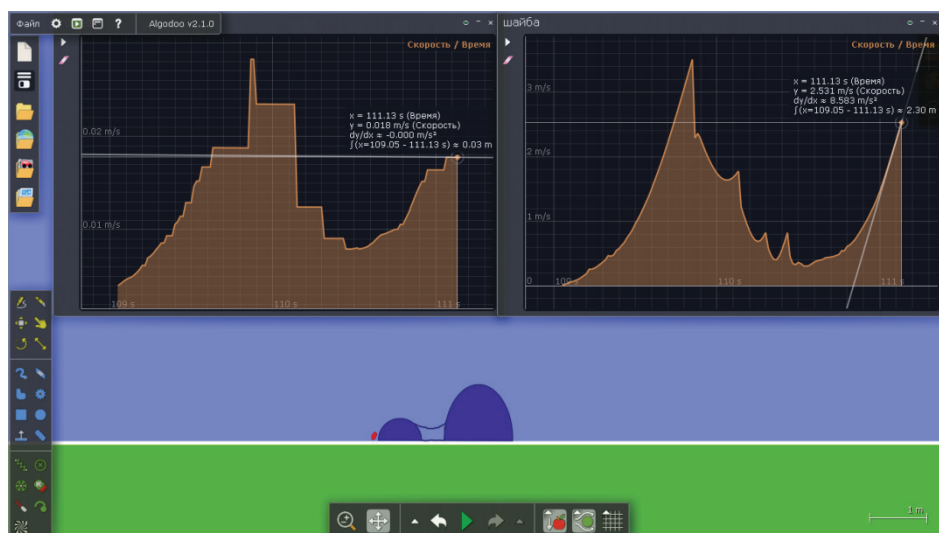 Файл ? Algodoo v2.1.0
Скорость / Время
x = 111.13 s (Время)
y = 0.018 m/s (Скорость)
dy/dx ≈ -0.000 m/s²
∫(x=109.05 - 111.13 s) ≈ 0.03 m
0.02 m/s
0.01 m/s
109 s 110 s 111 s
шайба
Скорость / Время
x = 111.13 s (Время)
y = 2.531 m/s (Скорость)
dy/dx ≈ 8.583 m/s²
∫(x=109.05 - 111.13 s) ≈ 2.30 m
3 m/s
2 m/s
1 m/s
0
109 s 110 s 111 s
1 m